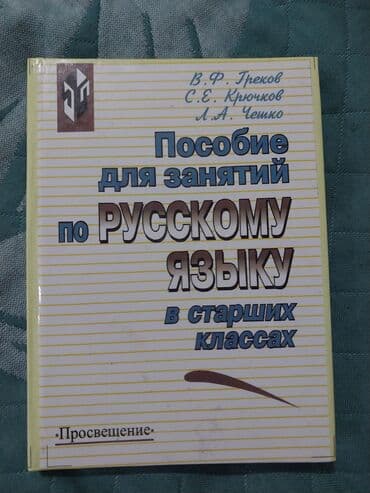 В. Ф. Греков
С. Е. Крючков
Л. А. Чешко
Пособие
для занятий
по РУССКОМУ
ЯЗЫКУ
в старших
классах
•Просвещение•